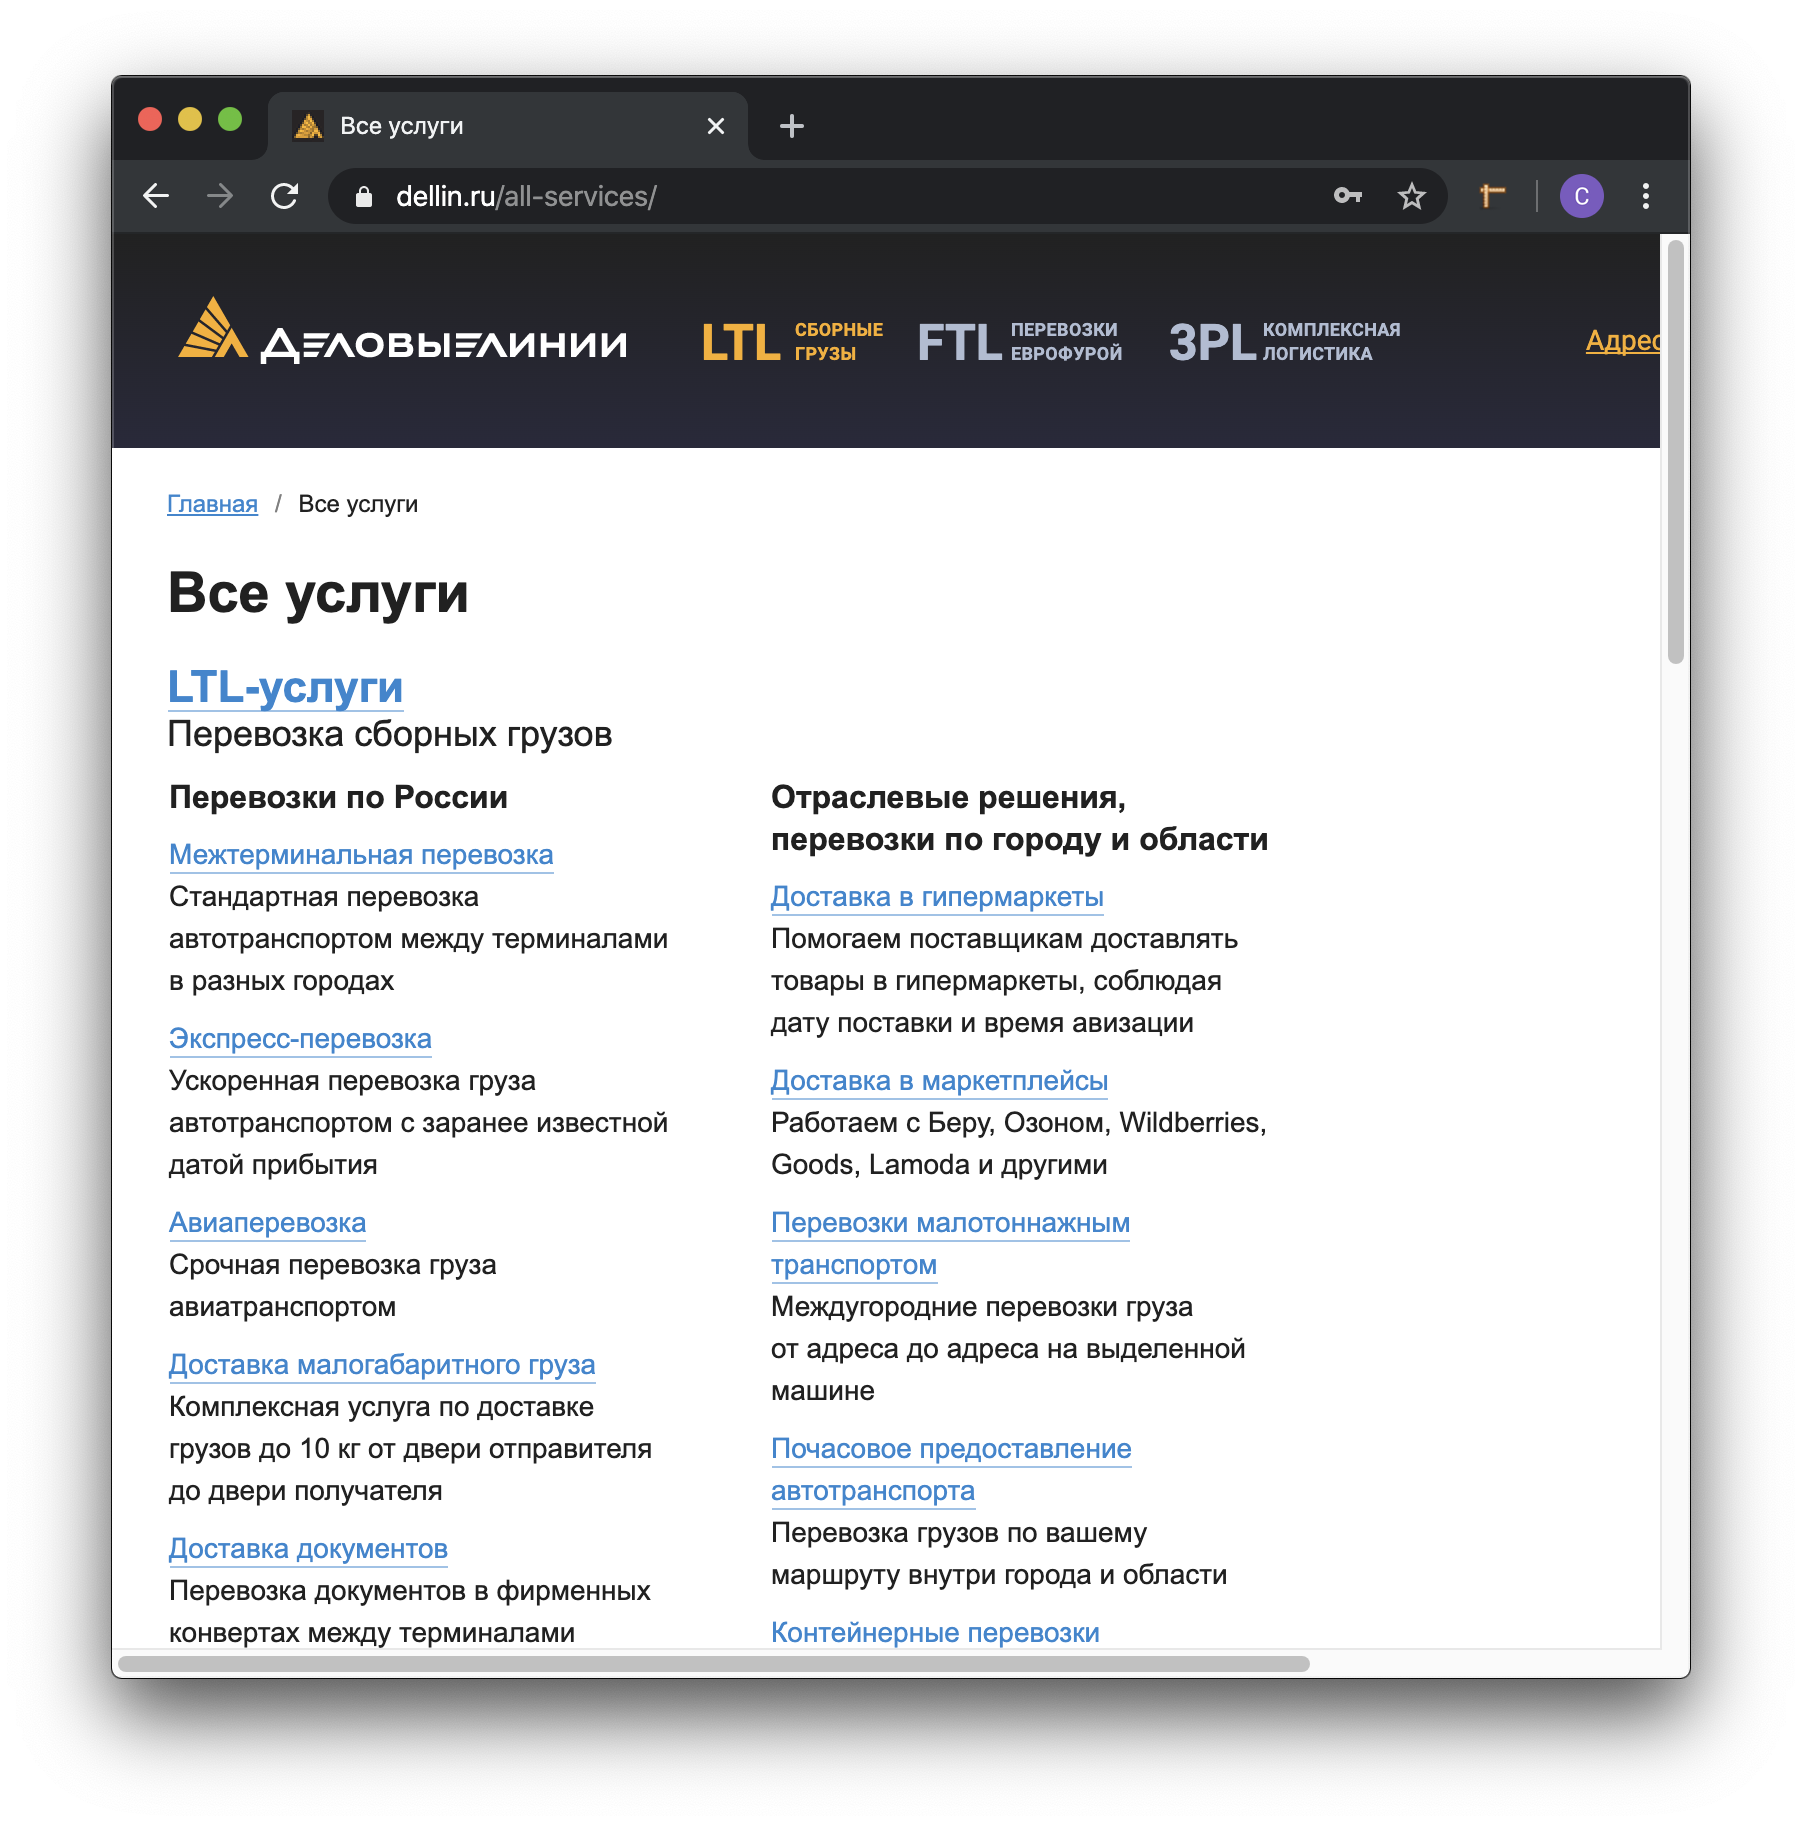 Все услуги
dellin.ru/all-services/
C
ДЕЛОВЫЕ ЛИНИИ
LTL СБОРНЫЕ ГРУЗЫ
FTL ПЕРЕВОЗКИ ЕВРОФУРОЙ
3PL КОМПЛЕКСНАЯ ЛОГИСТИКА
Адрес
Главная / Все услуги
Все услуги
LTL-услуги
Перевозка сборных грузов
Перевозки по России
Межтерминальная перевозка
Стандартная перевозка
автотранспортом между терминалами
в разных городах
Экспресс-перевозка
Ускоренная перевозка груза
автотранспортом с заранее известной
датой прибытия
Авиаперевозка
Срочная перевозка груза
авиатранспортом
Доставка малогабаритного груза
Комплексная услуга по доставке
грузов до 10 кг от двери отправителя
до двери получателя
Доставка документов
Перевозка документов в фирменных
конвертах между терминалами
Отраслевые решения,
перевозки по городу и области
Доставка в гипермаркеты
Помогаем поставщикам доставлять
товары в гипермаркеты, соблюдая
дату поставки и время авизации
Доставка в маркетплейсы
Работаем с Беру, Озоном, Wildberries,
Goods, Lamoda и другими
Перевозки малотоннажным
транспортом
Междугородние перевозки груза
от адреса до адреса на выделенной
машине
Почасовое предоставление
автотранспорта
Перевозка грузов по вашему
маршруту внутри города и области
Контейнерные перевозки